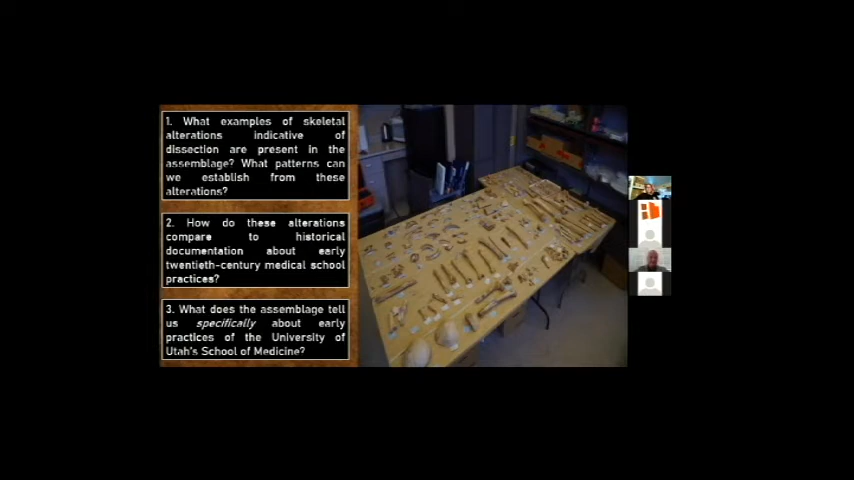 1. What examples of skeletal
alterations indicative of
dissection are present in the
assemblage? What patterns can
we establish from these
alterations?
2. How do these alterations
compare to historical
documentation about early
twentieth-century medical school
practices?
3. What does the assemblage tell
us specifically about early
practices of the University of
Utah's School of Medicine?